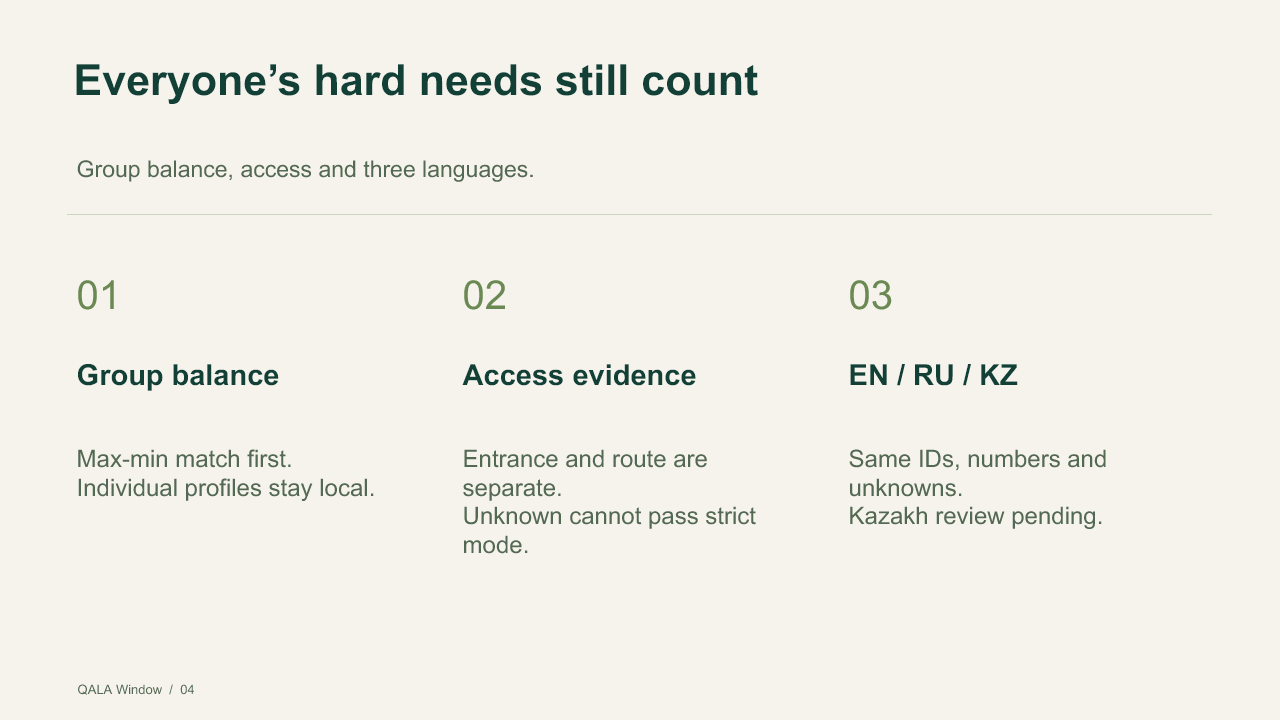 Everyone’s hard needs still count
Group balance, access and three languages.
01
Group balance
Max-min match first.
Individual profiles stay local.
02
Access evidence
Entrance and route are
separate.
Unknown cannot pass strict
mode.
03
EN / RU / KZ
Same IDs, numbers and
unknowns.
Kazakh review pending.
QALA Window / 04